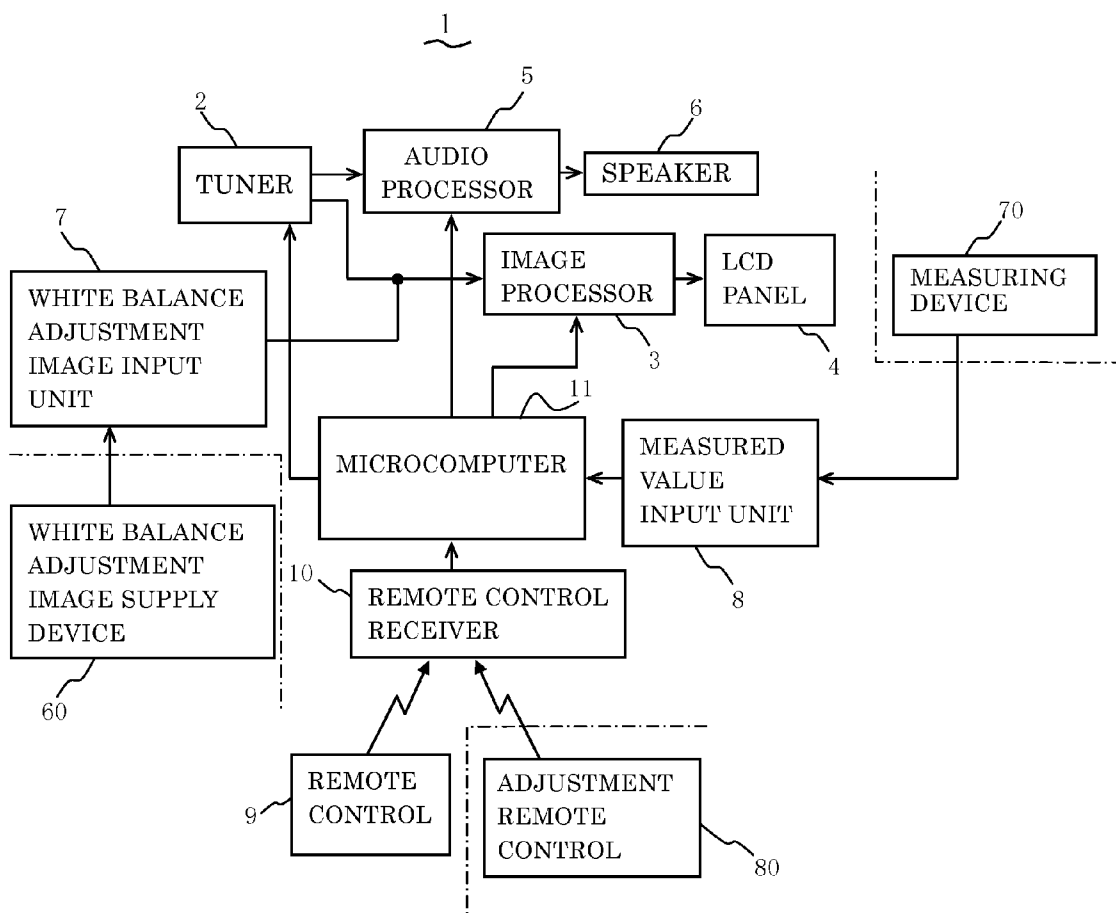 1
5
2
6
AUDIO
PROCESSOR
TUNER
SPEAKER
70
7
IMAGE
PROCESSOR
LCD
PANEL
MEASURING
DEVICE
WHITE BALANCE
ADJUSTMENT
IMAGE INPUT
UNIT
3
4
11
MICROCOMPUTER
MEASURED
VALUE
INPUT UNIT
WHITE BALANCE
ADJUSTMENT
IMAGE SUPPLY
DEVICE
10
8
REMOTE CONTROL
RECEIVER
60
REMOTE
CONTROL
9
ADJUSTMENT
REMOTE
CONTROL
80